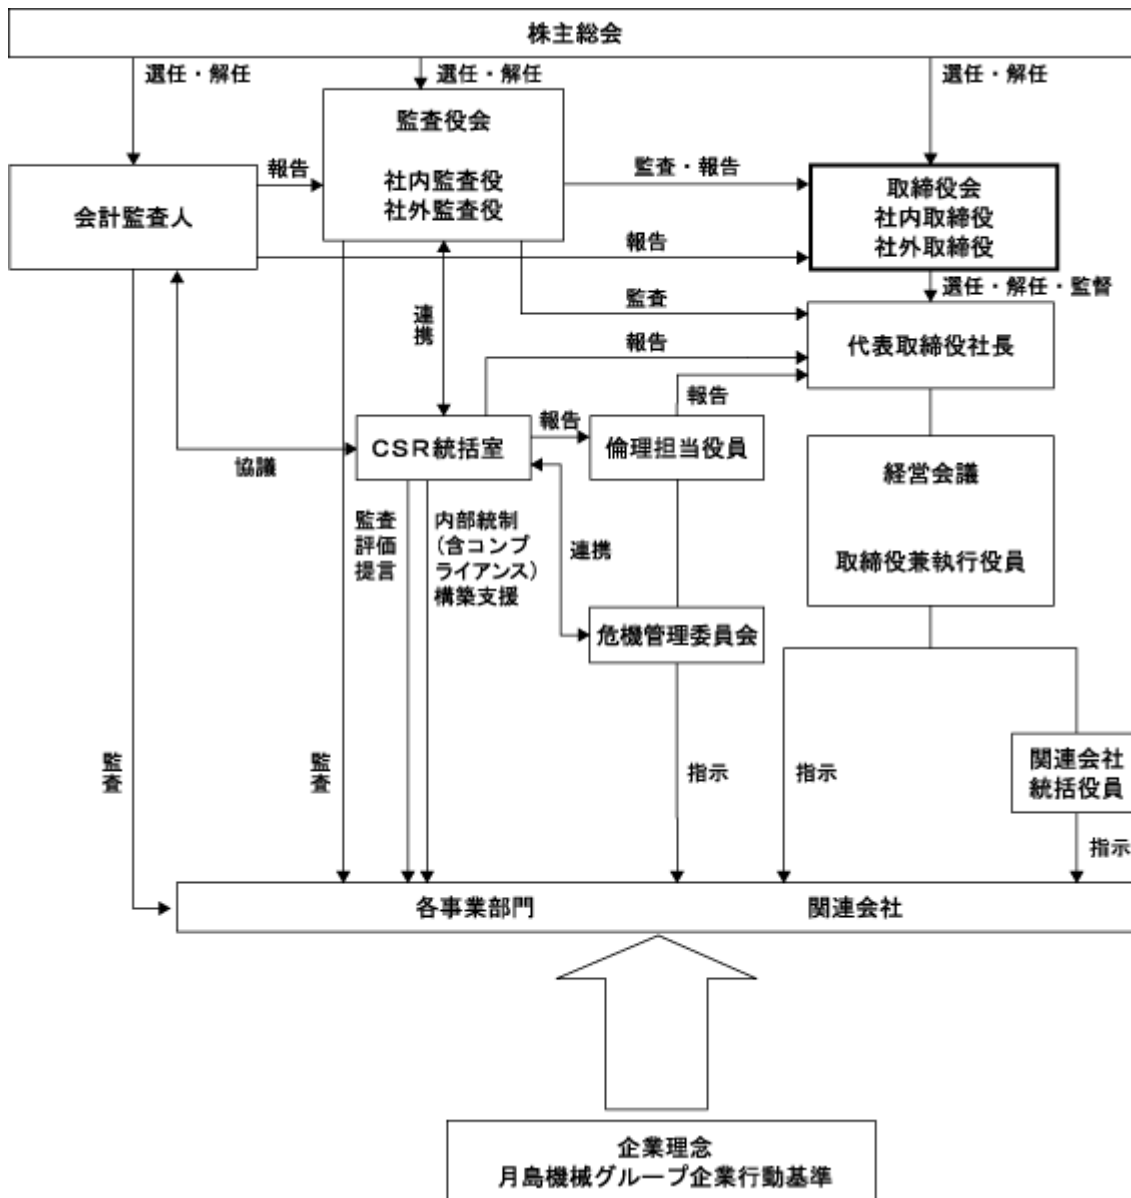 株主総会
選任・解任
選任・解任
選任・解任
監査役会
社内監査役
社外監査役
会計監査人
報告
監査・報告
取締役会
社内取締役
社外取締役
報告
選任・解任・監督
監査
連携
報告
代表取締役社長
報告
報告
CSR統括室
倫理担当役員
協議
経営会議
取締役兼執行役員
監査
評価
提言
内部統制
(含コンプ
ライアンス)
構築支援
連携
危機管理委員会
監査
監査
指示
指示
関連会社
統括役員
指示
各事業部門
関連会社
企業理念
月島機械グループ企業行動基準